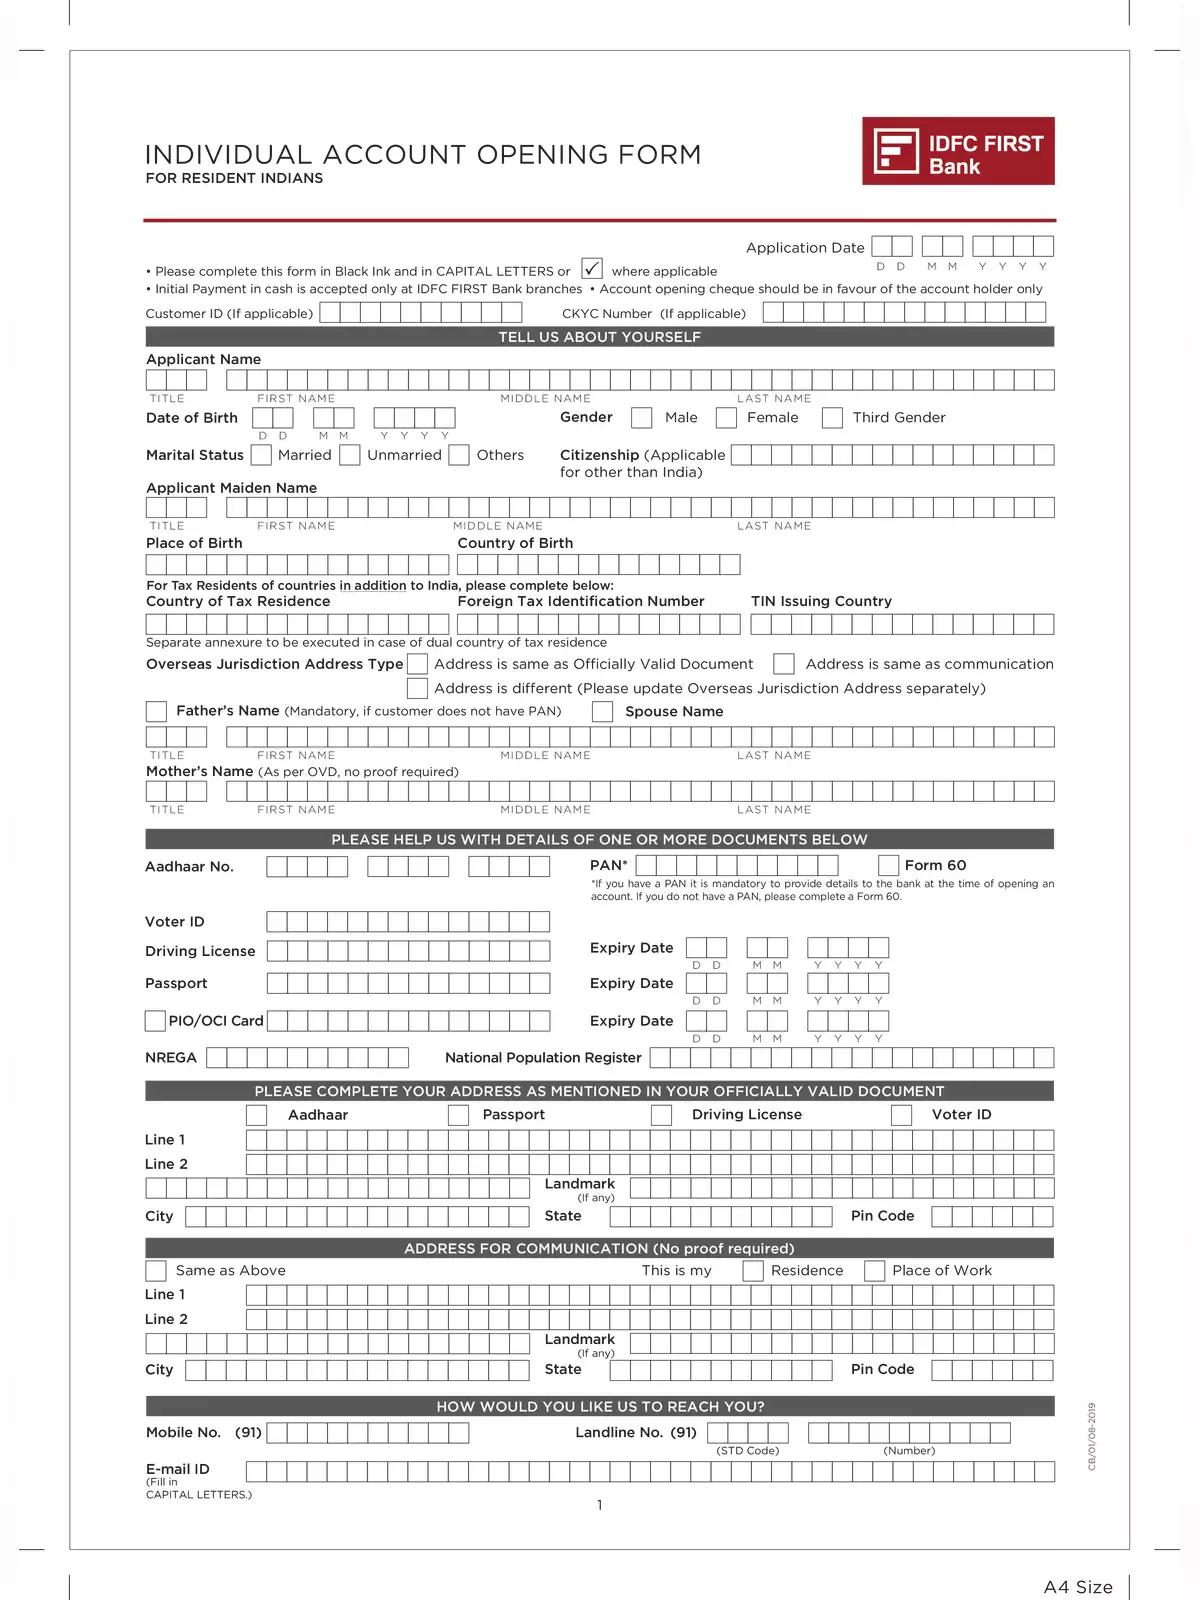 INDIVIDUAL ACCOUNT OPENING FORM
FOR RESIDENT INDIANS
IDFC FIRST
Bank
Application Date
D D M M Y Y Y Y
• Please complete this form in Black Ink and in CAPITAL LETTERS or ✓ where applicable
• Initial Payment in cash is accepted only at IDFC FIRST Bank branches • Account opening cheque should be in favour of the account holder only
Customer ID (If applicable) CKYC Number (If applicable)
TELL US ABOUT YOURSELF
Applicant Name
TITLE FIRST NAME MIDDLE NAME LAST NAME
Date of Birth Gender Male Female Third Gender
D D M M Y Y Y Y
Marital Status Married Unmarried Others Citizenship (Applicable
for other than India)
Applicant Maiden Name
TITLE FIRST NAME MIDDLE NAME LAST NAME
Place of Birth Country of Birth
For Tax Residents of countries in addition to India, please complete below:
Country of Tax Residence Foreign Tax Identification Number TIN Issuing Country
Separate annexure to be executed in case of dual country of tax residence
Overseas Jurisdiction Address Type Address is same as Officially Valid Document Address is same as communication
Address is different (Please update Overseas Jurisdiction Address separately)
Father's Name (Mandatory, if customer does not have PAN) Spouse Name
TITLE FIRST NAME MIDDLE NAME LAST NAME
Mother's Name (As per OVD, no proof required)
TITLE FIRST NAME MIDDLE NAME LAST NAME
PLEASE HELP US WITH DETAILS OF ONE OR MORE DOCUMENTS BELOW
Aadhaar No. PAN* Form 60
*If you have a PAN it is mandatory to provide details to the bank at the time of opening an
account. If you do not have a PAN, please complete a Form 60.
Voter ID
Driving License Expiry Date
D D M M Y Y Y Y
Passport Expiry Date
D D M M Y Y Y Y
PIO/OCI Card Expiry Date
D D M M Y Y Y Y
NREGA National Population Register
PLEASE COMPLETE YOUR ADDRESS AS MENTIONED IN YOUR OFFICIALLY VALID DOCUMENT
Aadhaar Passport Driving License Voter ID
Line 1
Line 2
Landmark
(If any)
City State Pin Code
ADDRESS FOR COMMUNICATION (No proof required)
Same as Above This is my Residence Place of Work
Line 1
Line 2
Landmark
(If any)
City State Pin Code
HOW WOULD YOU LIKE US TO REACH YOU?
Mobile No. (91) Landline No. (91)
(STD Code) (Number)
E-mail ID
(Fill in
CAPITAL LETTERS.)
1
CB/01/08-2019
A4 Size